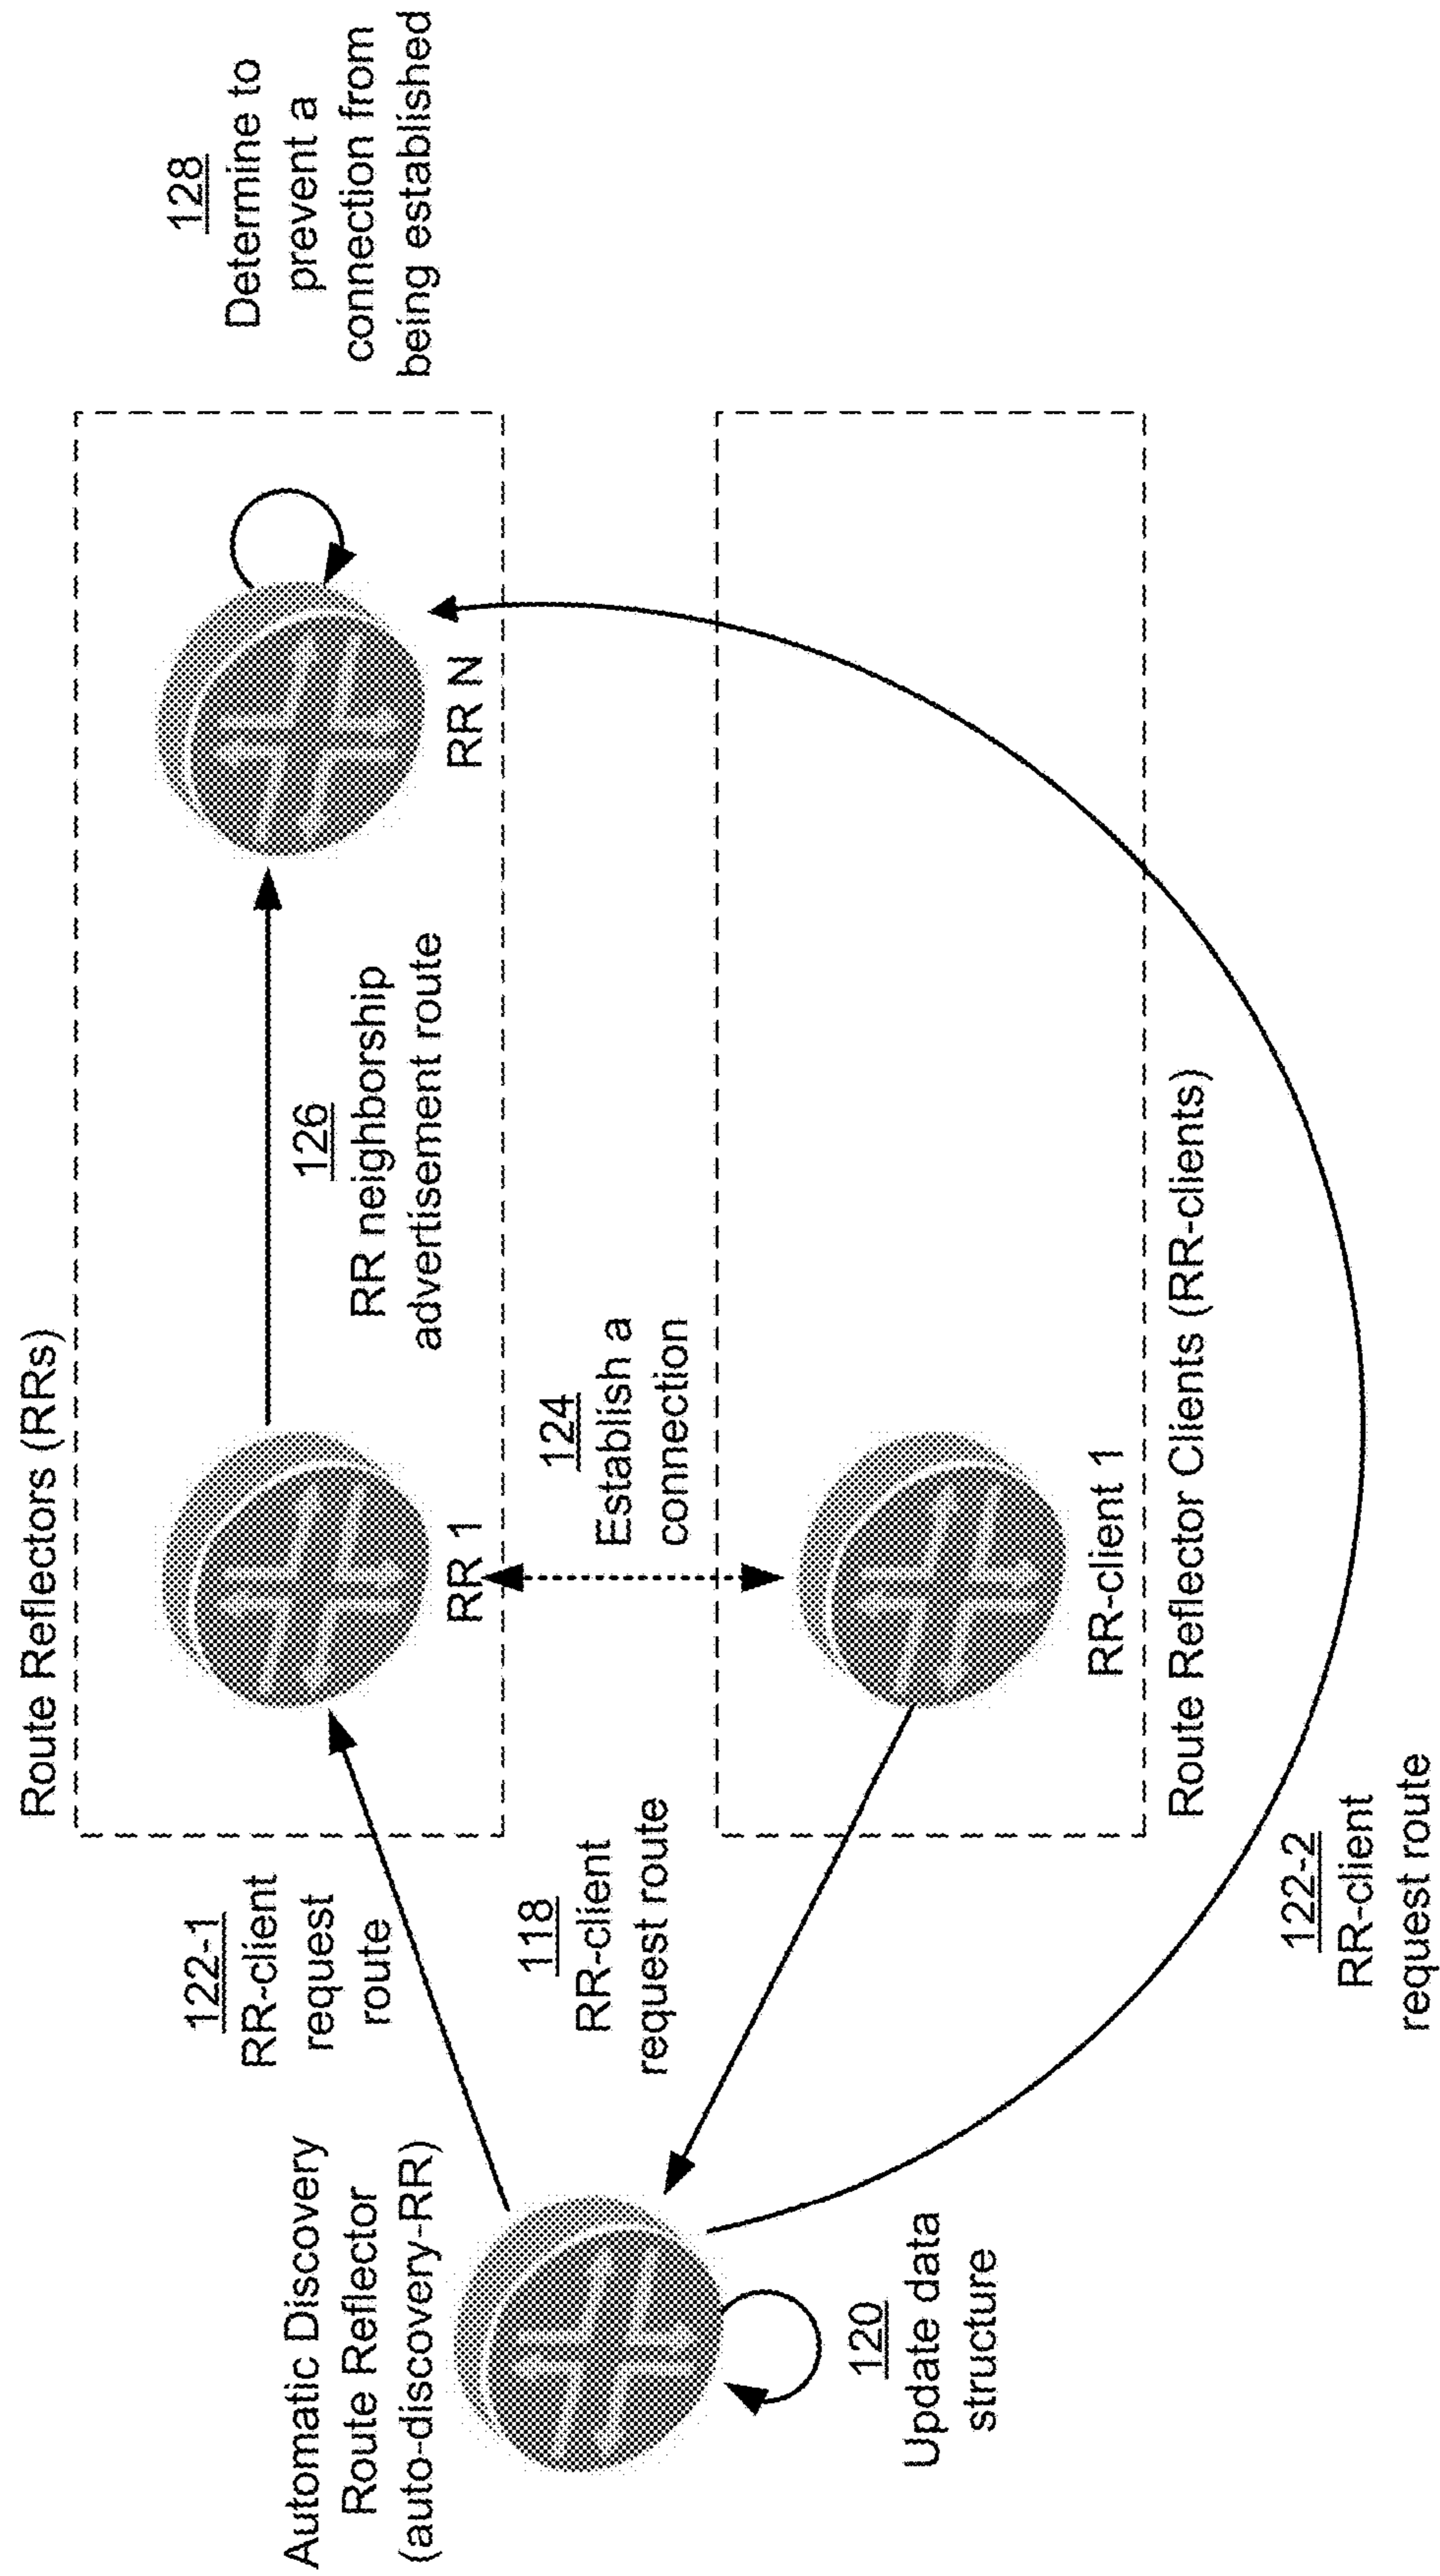 Route Reflectors (RRs)
122-1
RR-client
request
route
RR 1
126
RR neighborship
advertisement route
RR N
128
Determine to
prevent a
connection from
being established
Automatic Discovery
Route Reflector
(auto-discovery-RR)
118
RR-client
request route
124
Establish a
connection
120
Update data
structure
RR-client 1
Route Reflector Clients (RR-clients)
122-2
RR-client
request route